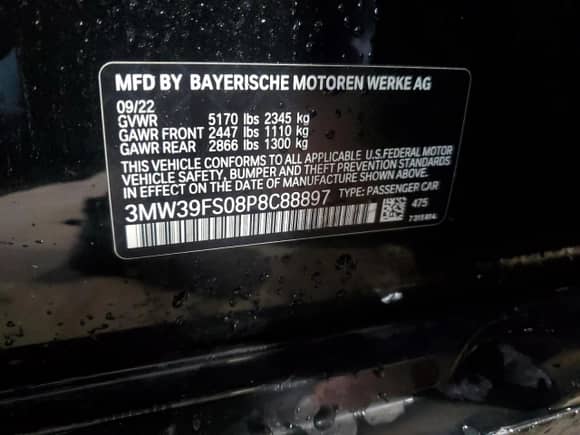 MFD BY BAYERISCHE MOTOREN WERKE AG
09/22
GVWR 5170 lbs 2345 kg
GAWR FRONT 2447 lbs 1110 kg
GAWR REAR 2866 lbs 1300 kg
THIS VEHICLE CONFORMS TO ALL APPLICABLE U.S.FEDERAL MOTOR
VEHICLE SAFETY, BUMPER AND THEFT PREVENTION STANDARDS
IN EFFECT ON THE DATE OF MANUFACTURE SHOWN ABOVE.
3MW39FS08P8C88897 TYPE: PASSENGER CAR
475